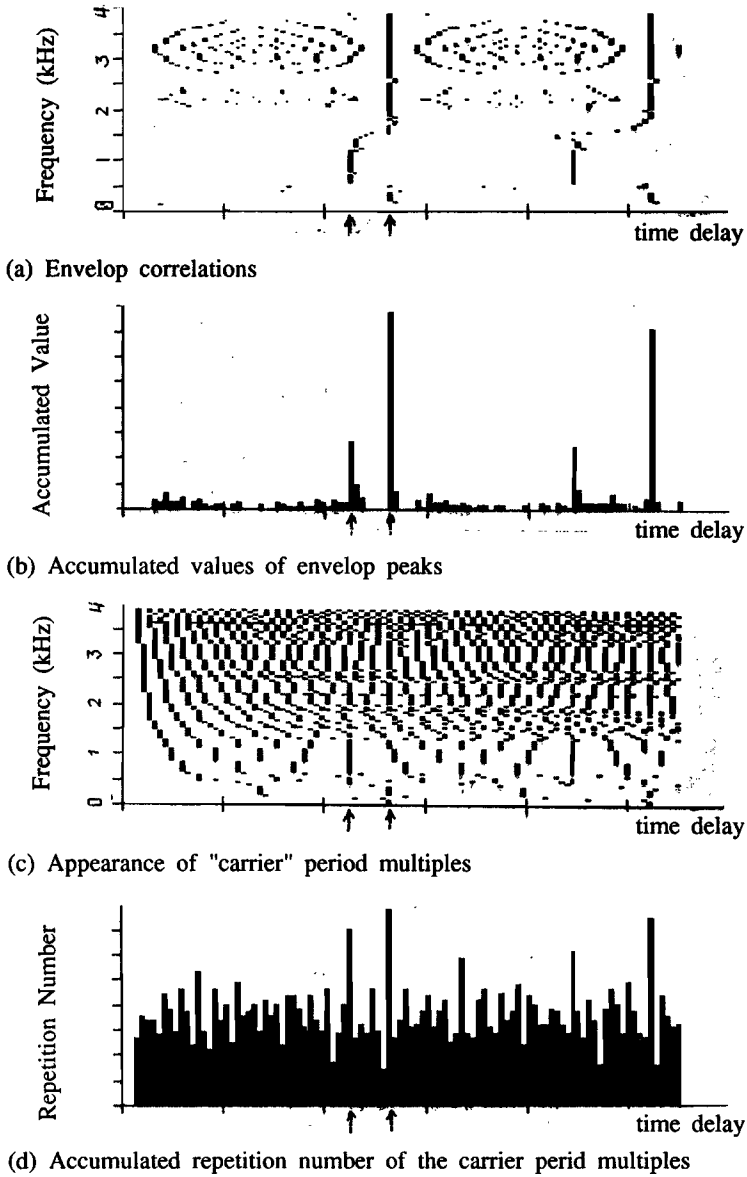 Frequency (kHz)
4
3
2
1
0
time delay
(a) Envelop correlations
Accumulated Value
time delay
(b) Accumulated values of envelop peaks
Frequency (kHz)
4
3
2
1
0
time delay
(c) Appearance of "carrier" period multiples
Repetition Number
time delay
(d) Accumulated repetition number of the carrier perid multiples